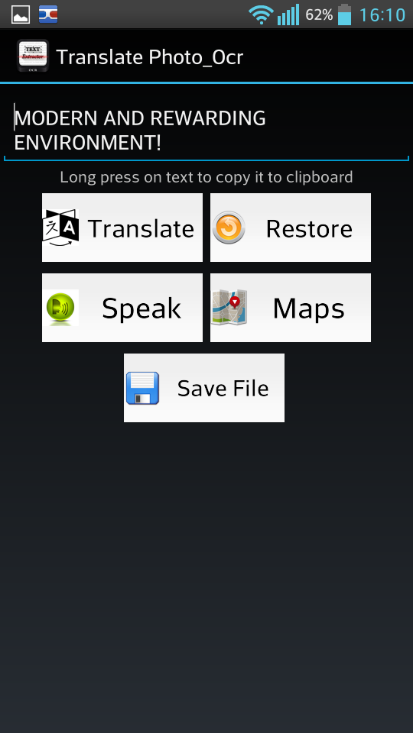 62% 16:10
Translate Photo_Ocr
MODERN AND REWARDING
ENVIRONMENT!
Long press on text to copy it to clipboard
Translate Restore
Speak Maps
Save File